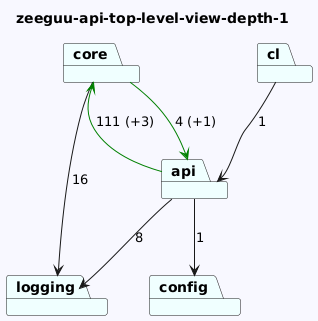 zeeguu-api-top-level-view-depth-1
core
cl
111 (+3)
4 (+1)
1
16
api
8
1
logging
config